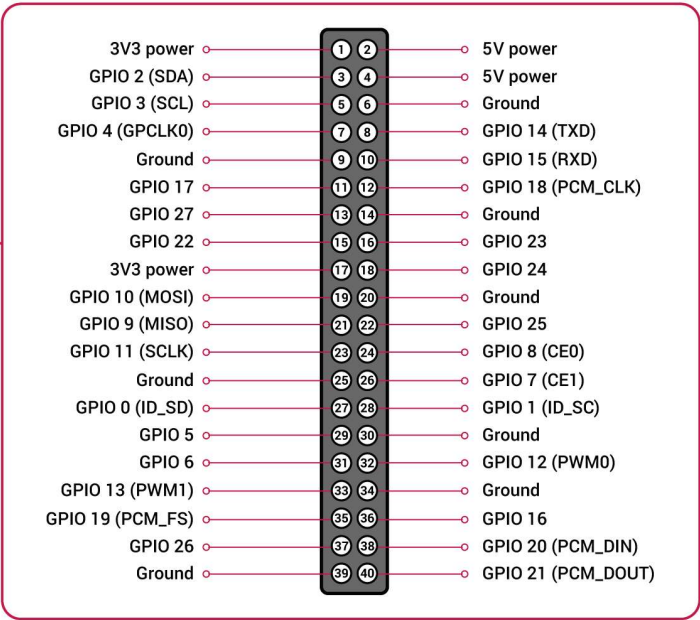 3V3 power 1 2 5V power
GPIO 2 (SDA) 3 4 5V power
GPIO 3 (SCL) 5 6 Ground
GPIO 4 (GPCLK0) 7 8 GPIO 14 (TXD)
Ground 9 10 GPIO 15 (RXD)
GPIO 17 11 12 GPIO 18 (PCM_CLK)
GPIO 27 13 14 Ground
GPIO 22 15 16 GPIO 23
3V3 power 17 18 GPIO 24
GPIO 10 (MOSI) 19 20 Ground
GPIO 9 (MISO) 21 22 GPIO 25
GPIO 11 (SCLK) 23 24 GPIO 8 (CE0)
Ground 25 26 GPIO 7 (CE1)
GPIO 0 (ID_SD) 27 28 GPIO 1 (ID_SC)
GPIO 5 29 30 Ground
GPIO 6 31 32 GPIO 12 (PWM0)
GPIO 13 (PWM1) 33 34 Ground
GPIO 19 (PCM_FS) 35 36 GPIO 16
GPIO 26 37 38 GPIO 20 (PCM_DIN)
Ground 39 40 GPIO 21 (PCM_DOUT)